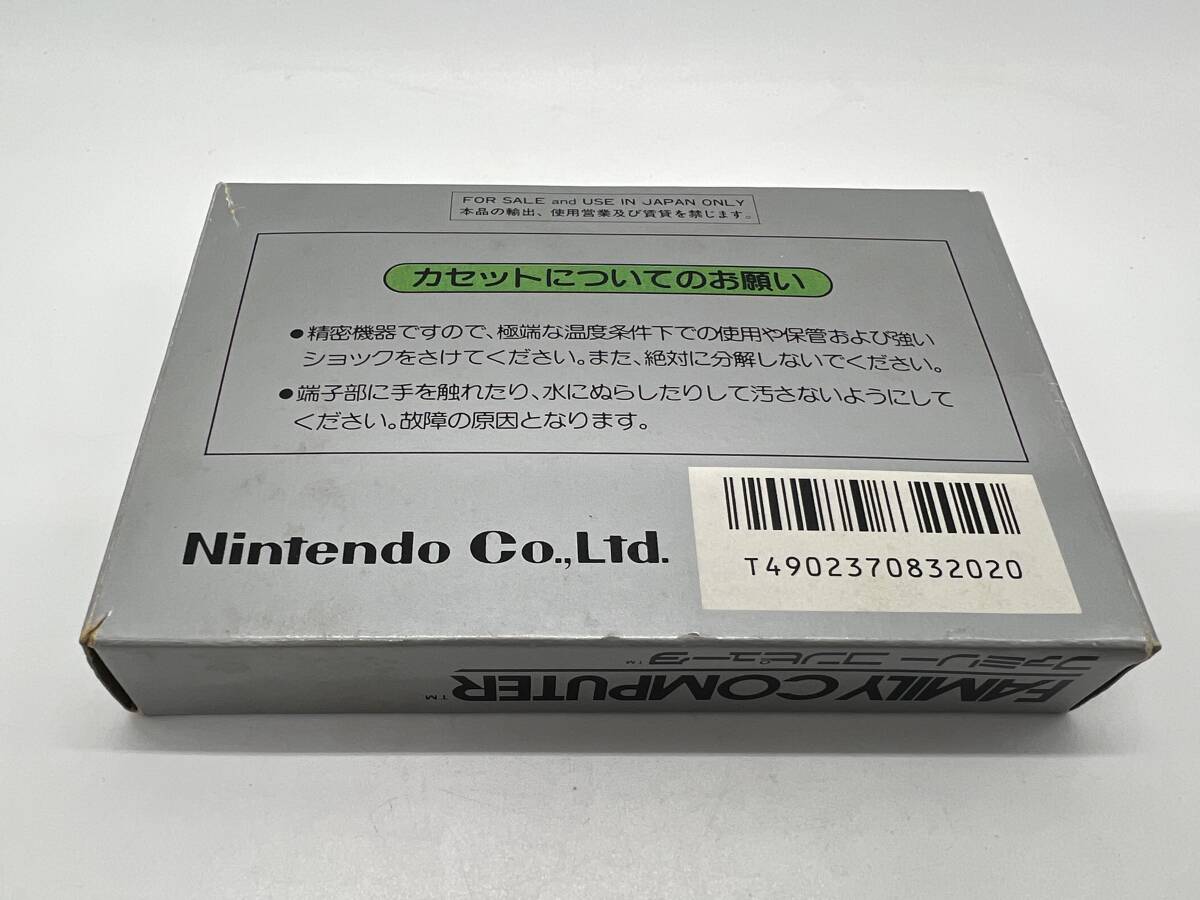 FOR SALE and USE IN JAPAN ONLY
本品の輸出、使用営業及び賃貸を禁じます。
カセットについてのお願い
●精密機器ですので、極端な温度条件下での使用や保管および強い
ショックをさけてください。また、絶対に分解しないでください。
●端子部に手を触れたり、水にぬらしたりして汚さないようにして
ください。故障の原因となります。
Nintendo Co.,Ltd.
T4902370832020
FAMILY COMPUTER™
ファミリー コンピュータ™